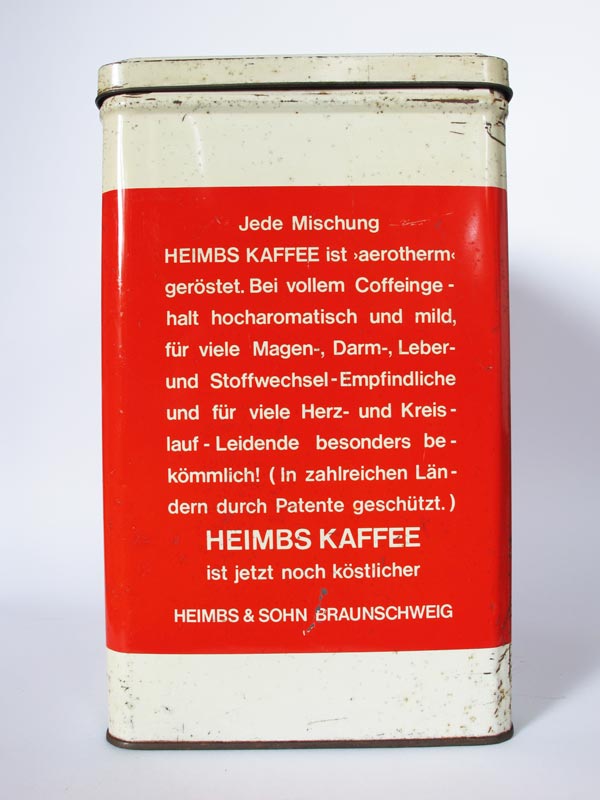 Jede Mischung
HEIMBS KAFFEE ist ›aerotherm‹
geröstet. Bei vollem Coffeinge-
halt hocharomatisch und mild,
für viele Magen-, Darm-, Leber-
und Stoffwechsel-Empfindliche
und für viele Herz- und Kreis-
lauf-Leidende besonders be-
kömmlich! (In zahlreichen Län-
dern durch Patente geschützt.)
HEIMBS KAFFEE
ist jetzt noch köstlicher
HEIMBS & SOHN BRAUNSCHWEIG